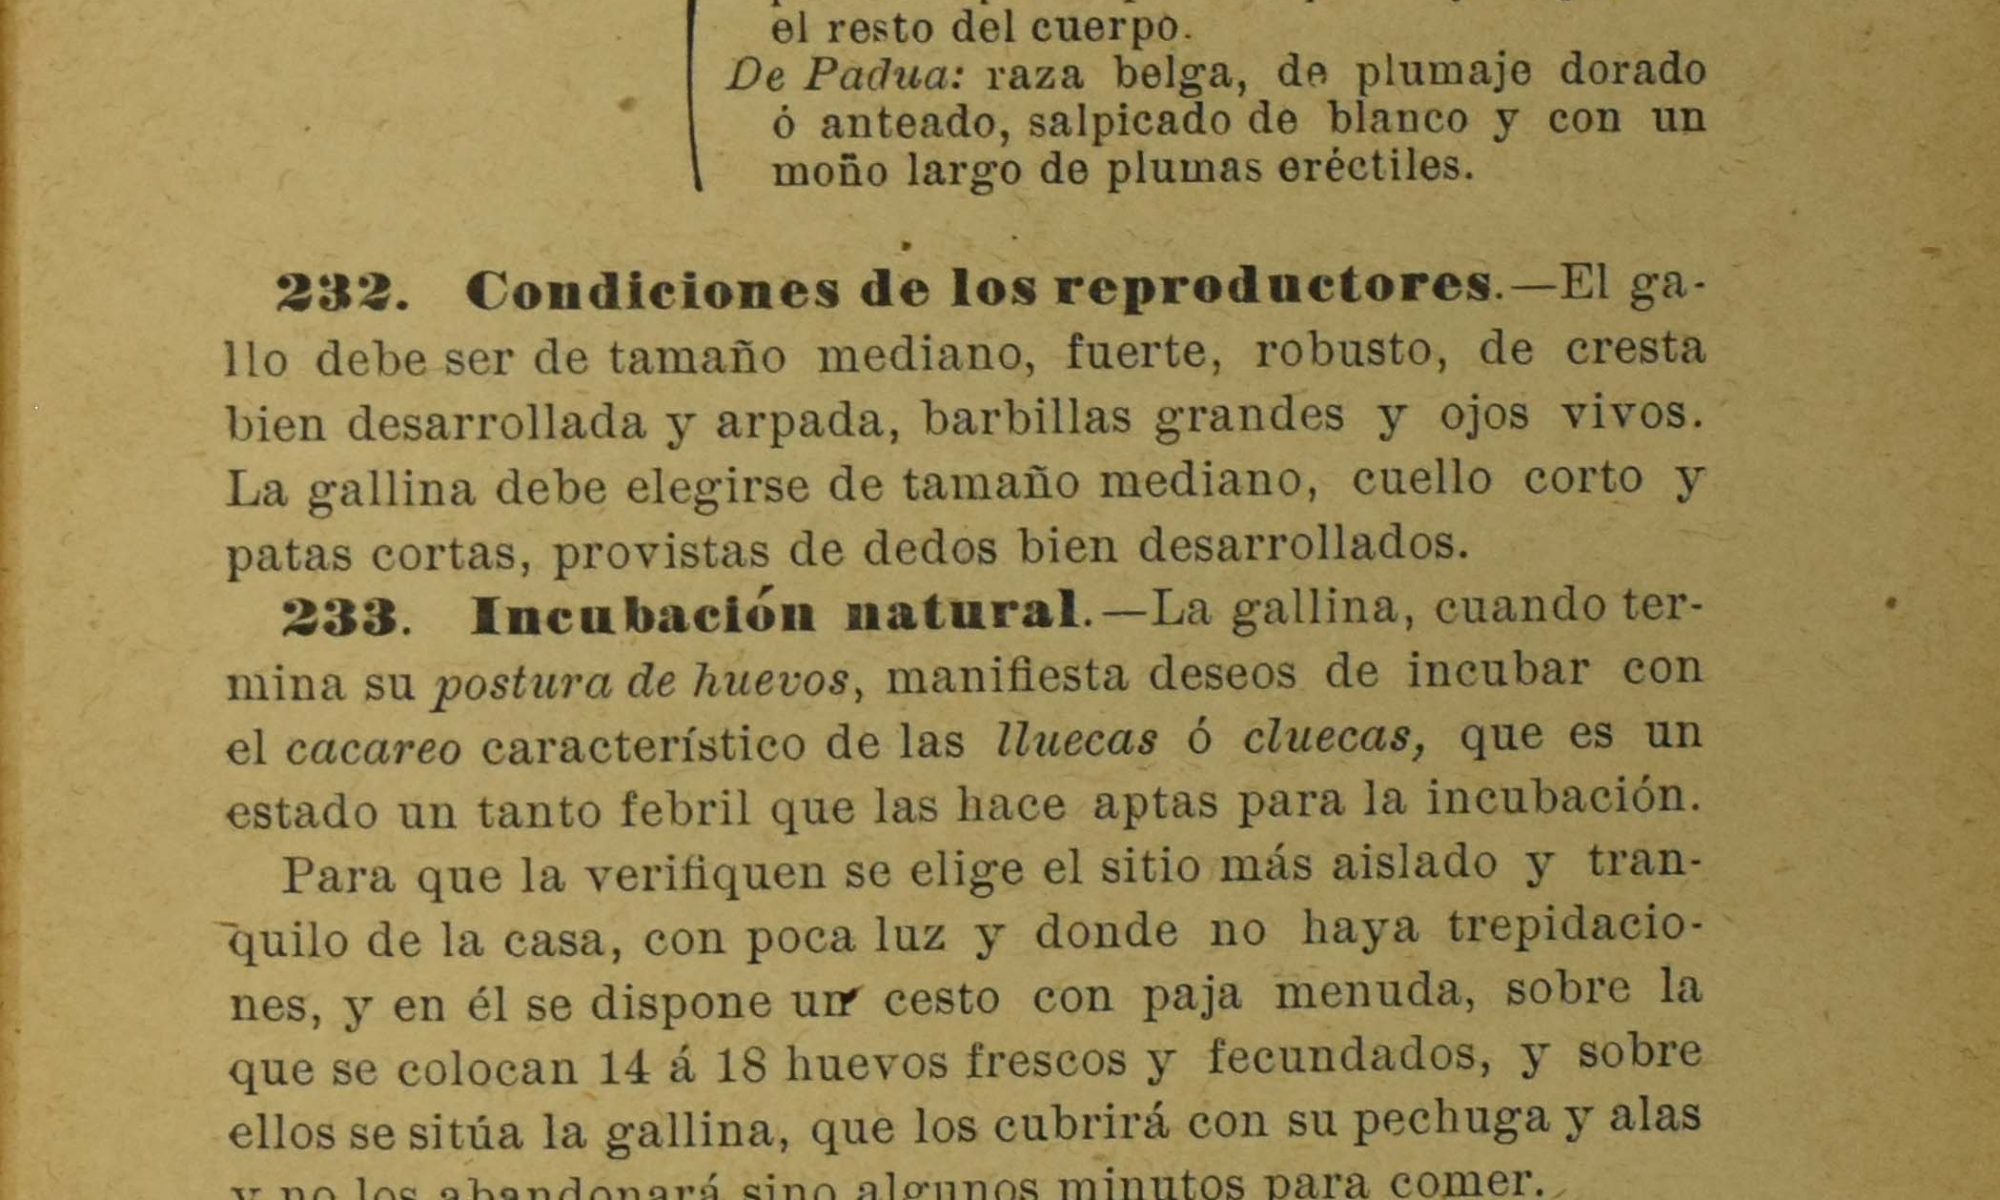 el resto del cuerpo.
De Padua: raza belga, de plumaje dorado
ó anteado, salpicado de blanco y con un
moño largo de plumas eréctiles.
232. Condiciones de los reproductores.—El ga-
llo debe ser de tamaño mediano, fuerte, robusto, de cresta
bien desarrollada y arpada, barbillas grandes y ojos vivos.
La gallina debe elegirse de tamaño mediano, cuello corto y
patas cortas, provistas de dedos bien desarrollados.
233. Incubación natural.—La gallina, cuando ter-
mina su postura de huevos, manifiesta deseos de incubar con
el cacareo característico de las lluecas ó cluecas, que es un
estado un tanto febril que las hace aptas para la incubación.
Para que la verifiquen se elige el sitio más aislado y tran-
quilo de la casa, con poca luz y donde no haya trepidacio-
nes, y en él se dispone un cesto con paja menuda, sobre la
que se colocan 14 á 18 huevos frescos y fecundados, y sobre
ellos se sitúa la gallina, que los cubrirá con su pechuga y alas
y no los abandonará sino algunos minutos para comer.